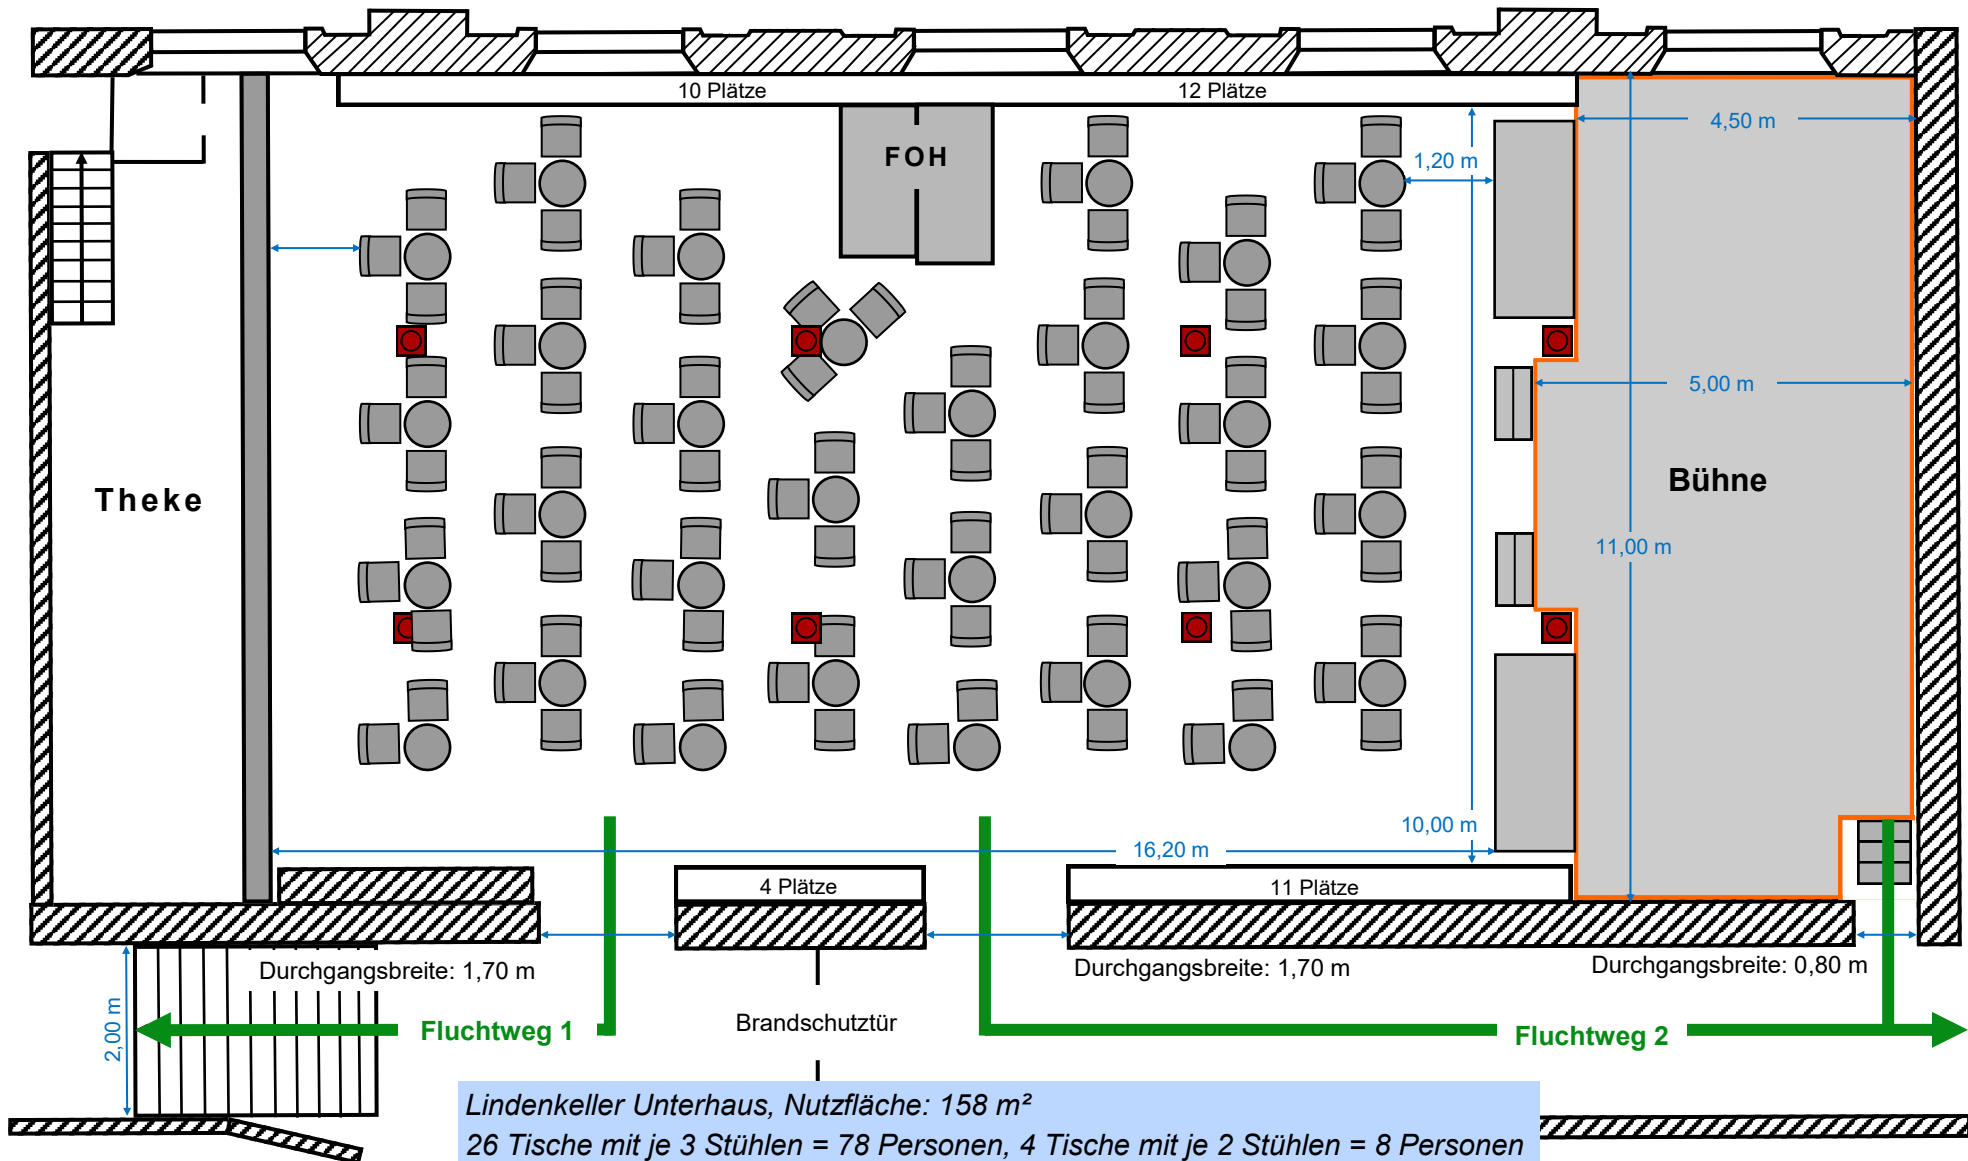 10 Plätze
12 Plätze
FOH
4,50 m
1,20 m
5,00 m
Theke
Bühne
11,00 m
10,00 m
16,20 m
4 Plätze
11 Plätze
Durchgangsbreite: 1,70 m
Durchgangsbreite: 1,70 m
Durchgangsbreite: 0,80 m
2,00 m
Fluchtweg 1
Brandschutztür
Fluchtweg 2
Lindenkeller Unterhaus, Nutzfläche: 158 m²
26 Tische mit je 3 Stühlen = 78 Personen, 4 Tische mit je 2 Stühlen = 8 Personen